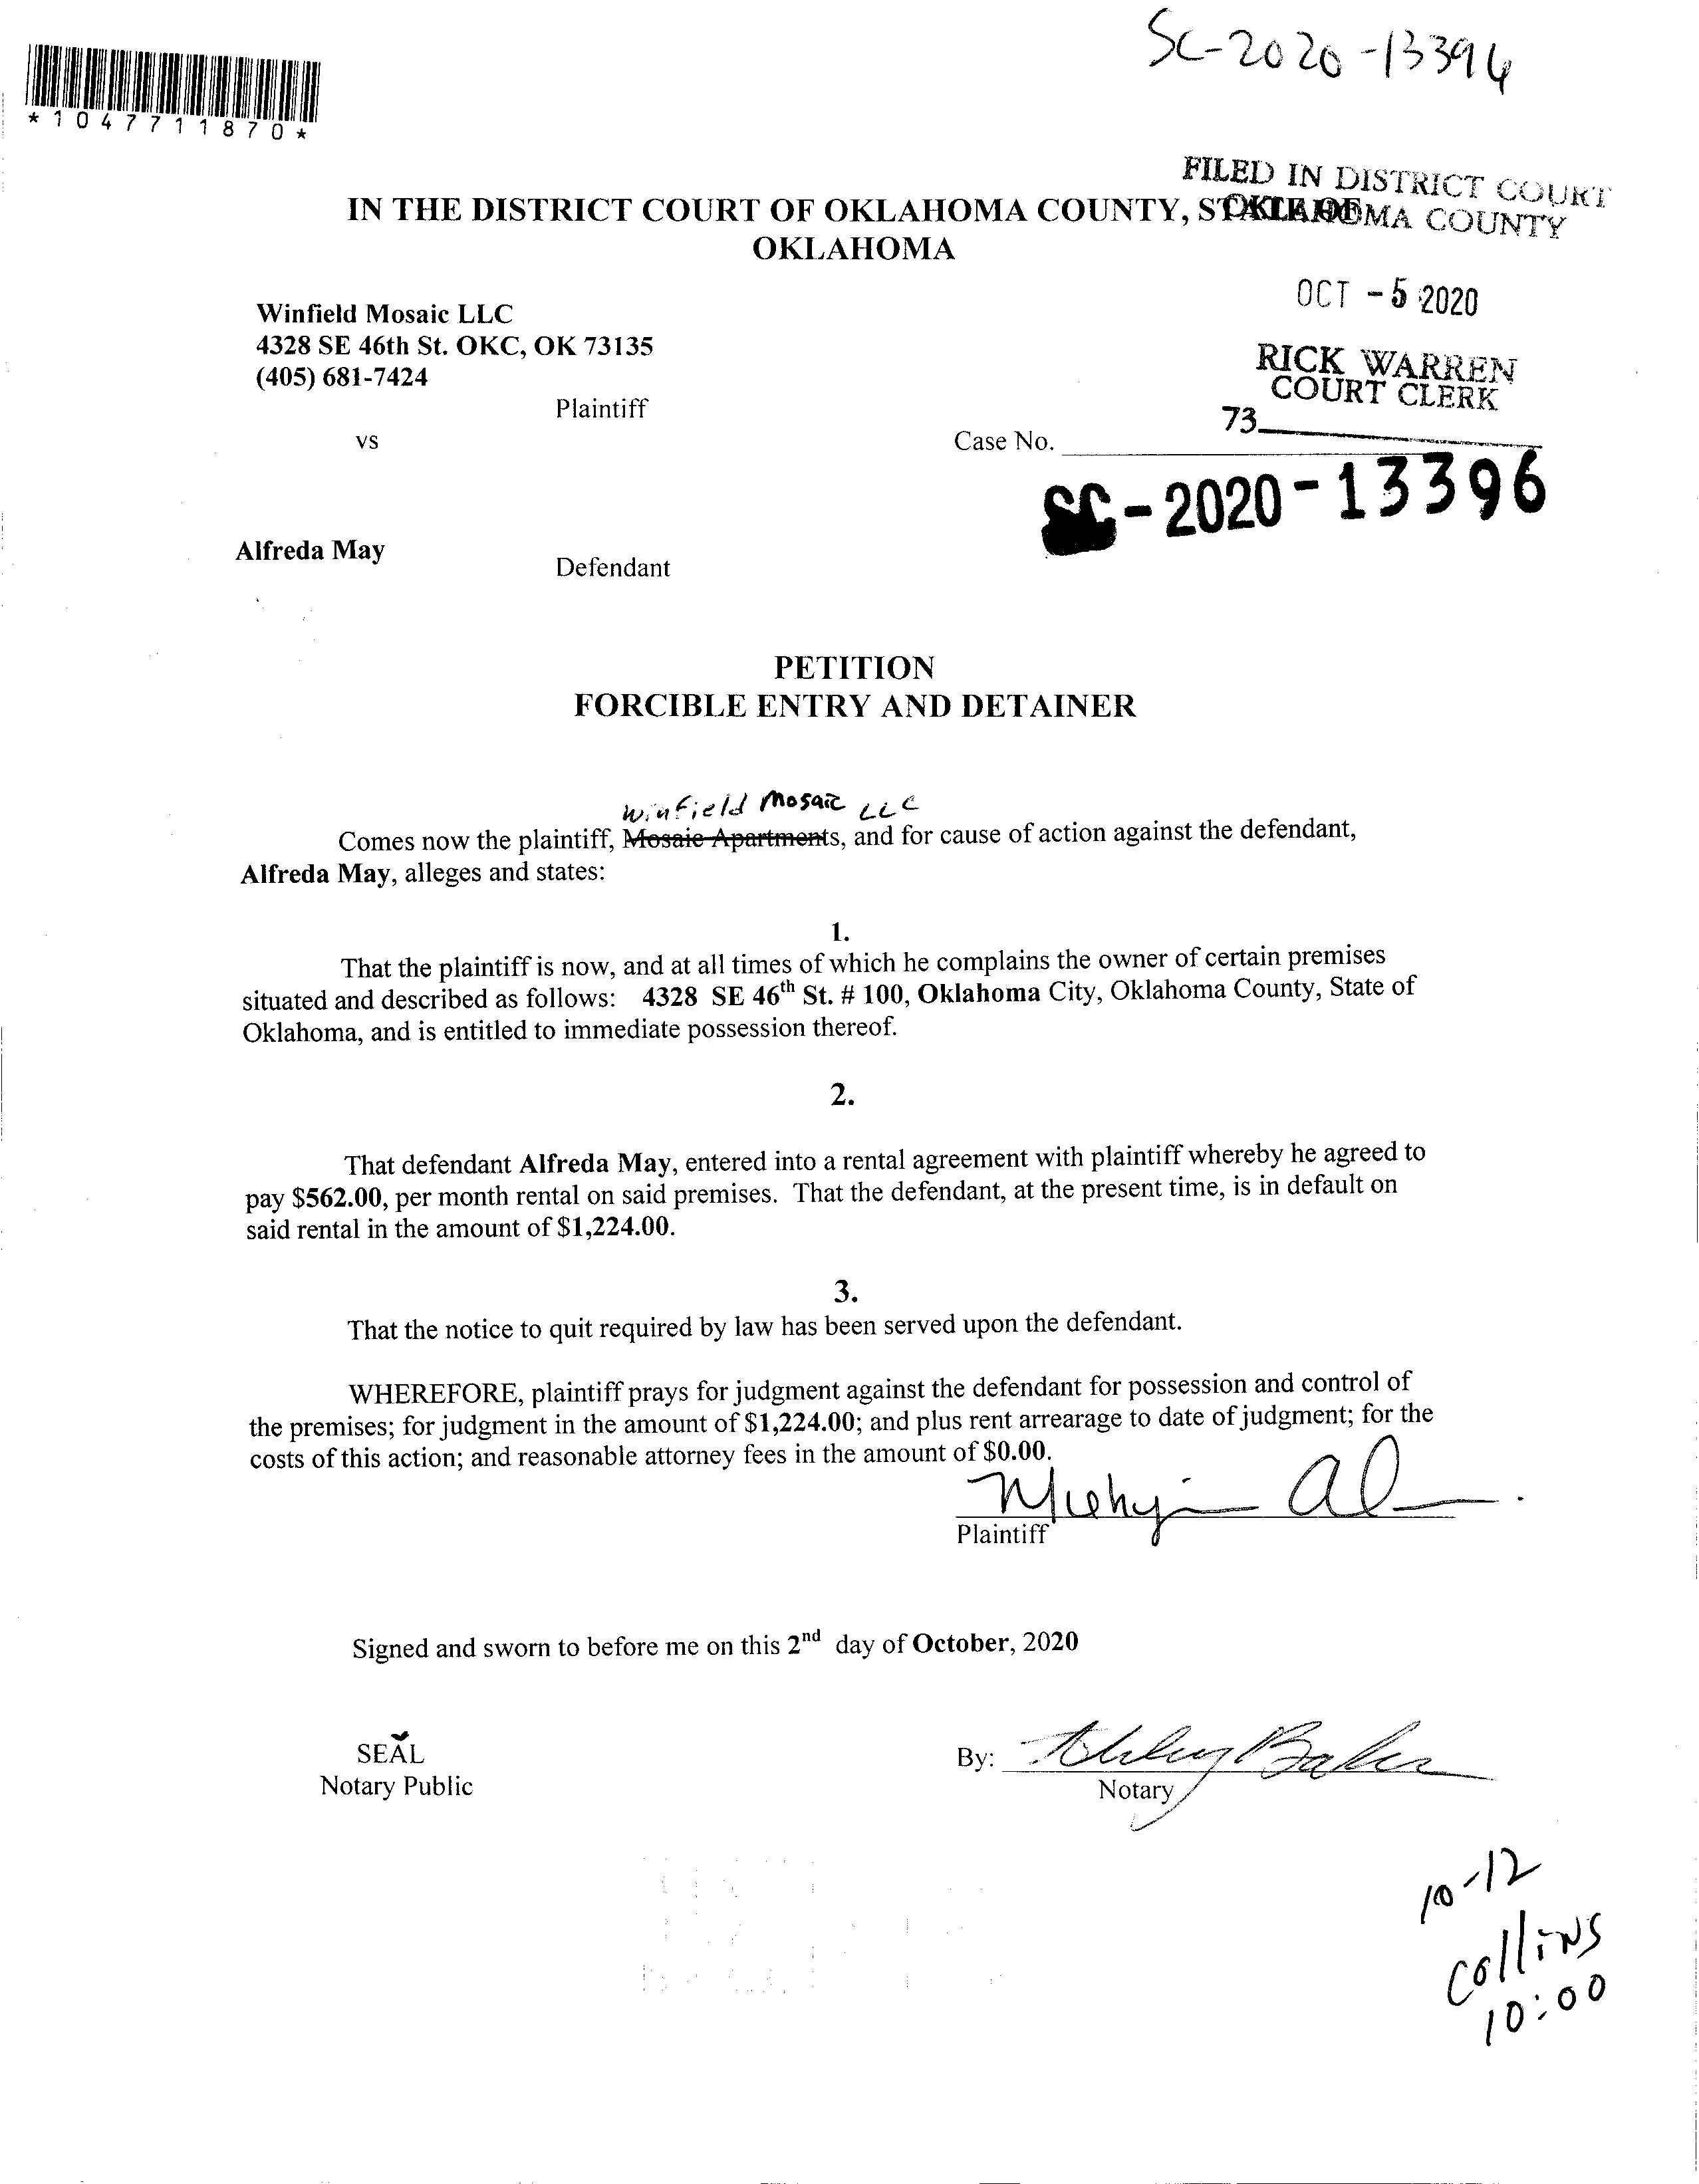 SC-2020-13396
*1047711870*
FILED IN DISTRICT COURT
OKLAHOMA COUNTY
IN THE DISTRICT COURT OF OKLAHOMA COUNTY, STATE OF
OKLAHOMA
OCT -5 2020
Winfield Mosaic LLC
4328 SE 46th St. OKC, OK 73135
(405) 681-7424
RICK WARREN
COURT CLERK
Plaintiff
73
vs
Case No.
SC-2020-13396
Alfreda May
Defendant
PETITION
FORCIBLE ENTRY AND DETAINER
Winfield Mosaic LLC
Comes now the plaintiff, Mosaic Apartments, and for cause of action against the defendant,
Alfreda May, alleges and states:
1.
That the plaintiff is now, and at all times of which he complains the owner of certain premises
situated and described as follows: 4328 SE 46th St. # 100, Oklahoma City, Oklahoma County, State of
Oklahoma, and is entitled to immediate possession thereof.
2.
That defendant Alfreda May, entered into a rental agreement with plaintiff whereby he agreed to
pay $562.00, per month rental on said premises. That the defendant, at the present time, is in default on
said rental in the amount of $1,224.00.
3.
That the notice to quit required by law has been served upon the defendant.
WHEREFORE, plaintiff prays for judgment against the defendant for possession and control of
the premises; for judgment in the amount of $1,224.00; and plus rent arrearage to date of judgment; for the
costs of this action; and reasonable attorney fees in the amount of $0.00.
Plaintiff
Signed and sworn to before me on this 2nd day of October, 2020
SEAL
Notary Public
By: Baker
Notary
10-12
Collins
10:00